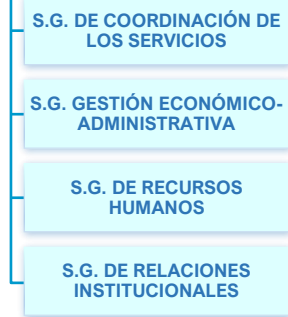 S.G. DE COORDINACIÓN DE
LOS SERVICIOS
S.G. GESTIÓN ECONÓMICO-
ADMINISTRATIVA
S.G. DE RECURSOS
HUMANOS
S.G. DE RELACIONES
INSTITUCIONALES